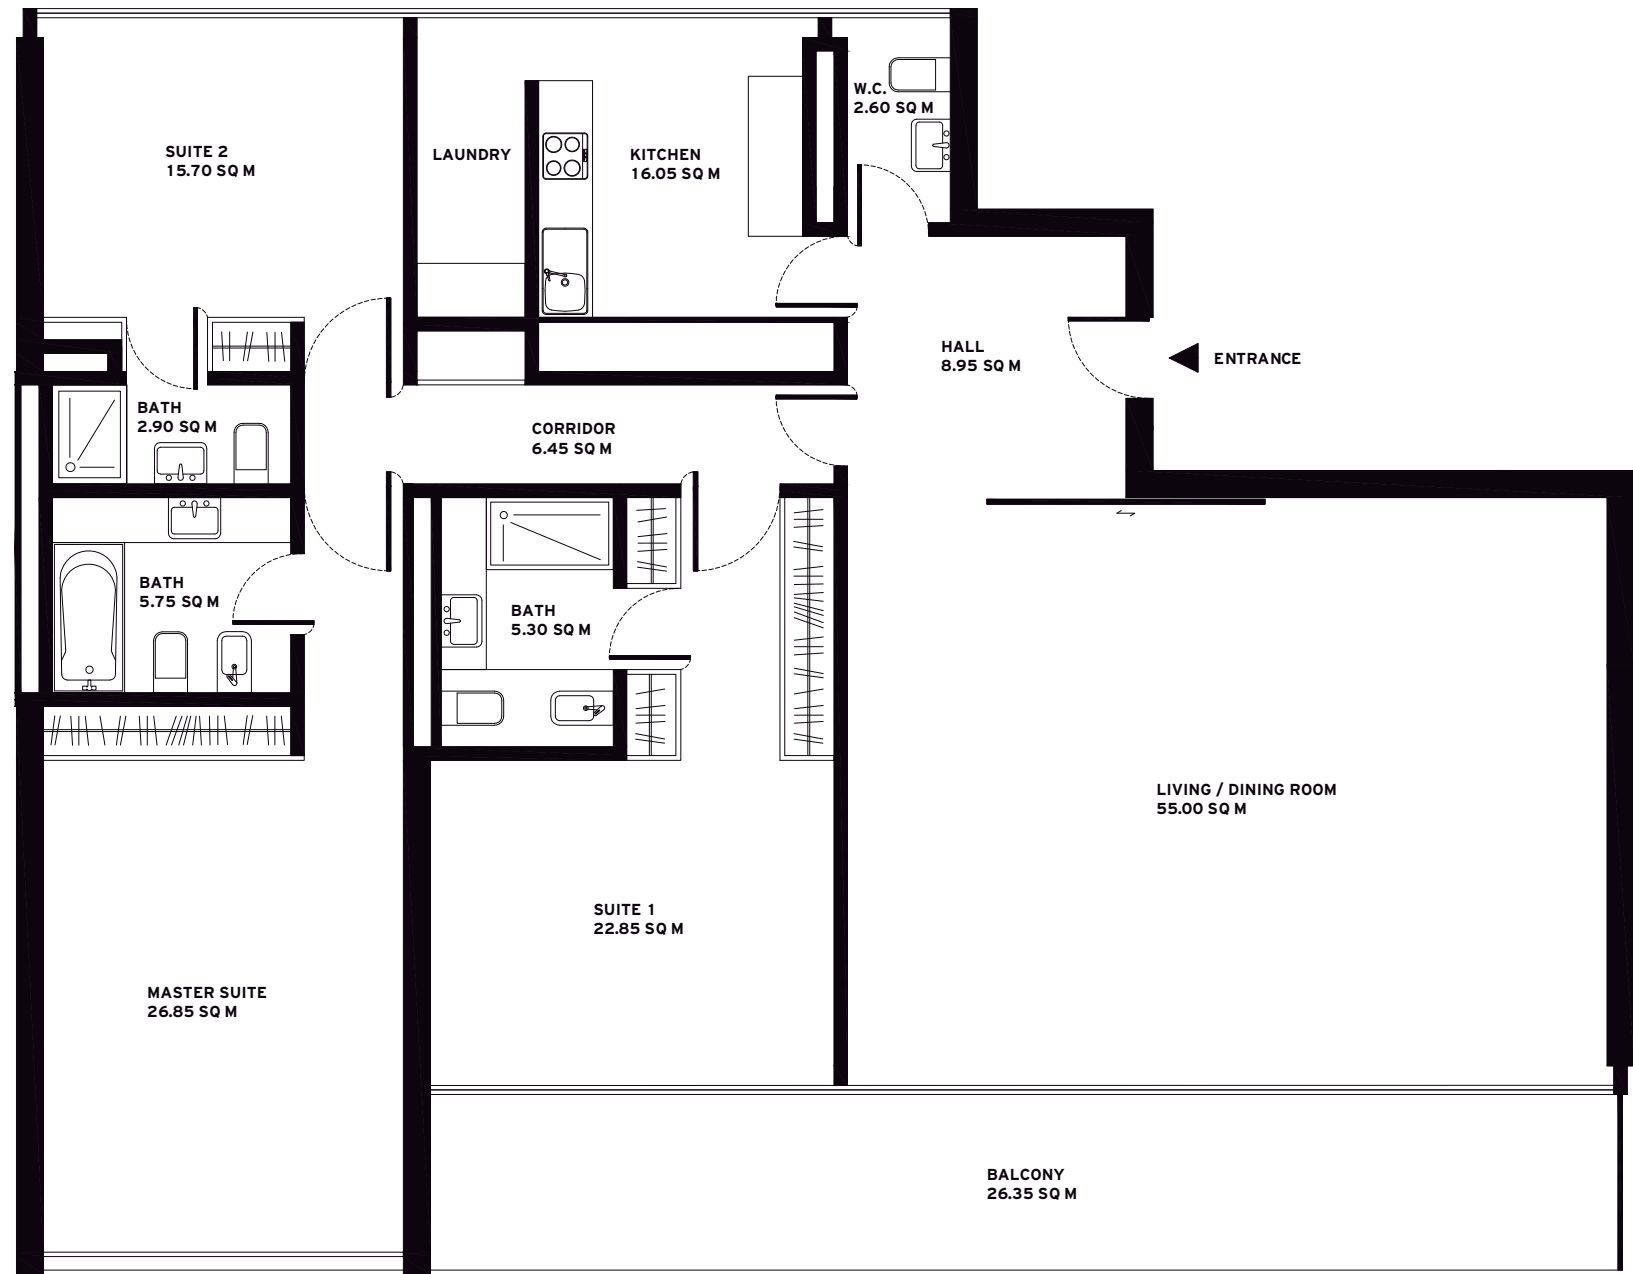 W.C.
2.60 SQ M
SUITE 2
15.70 SQ M
LAUNDRY
KITCHEN
16.05 SQ M
HALL
8.95 SQ M
ENTRANCE
BATH
2.90 SQ M
CORRIDOR
6.45 SQ M
BATH
5.75 SQ M
BATH
5.30 SQ M
LIVING / DINING ROOM
55.00 SQ M
SUITE 1
22.85 SQ M
MASTER SUITE
26.85 SQ M
BALCONY
26.35 SQ M